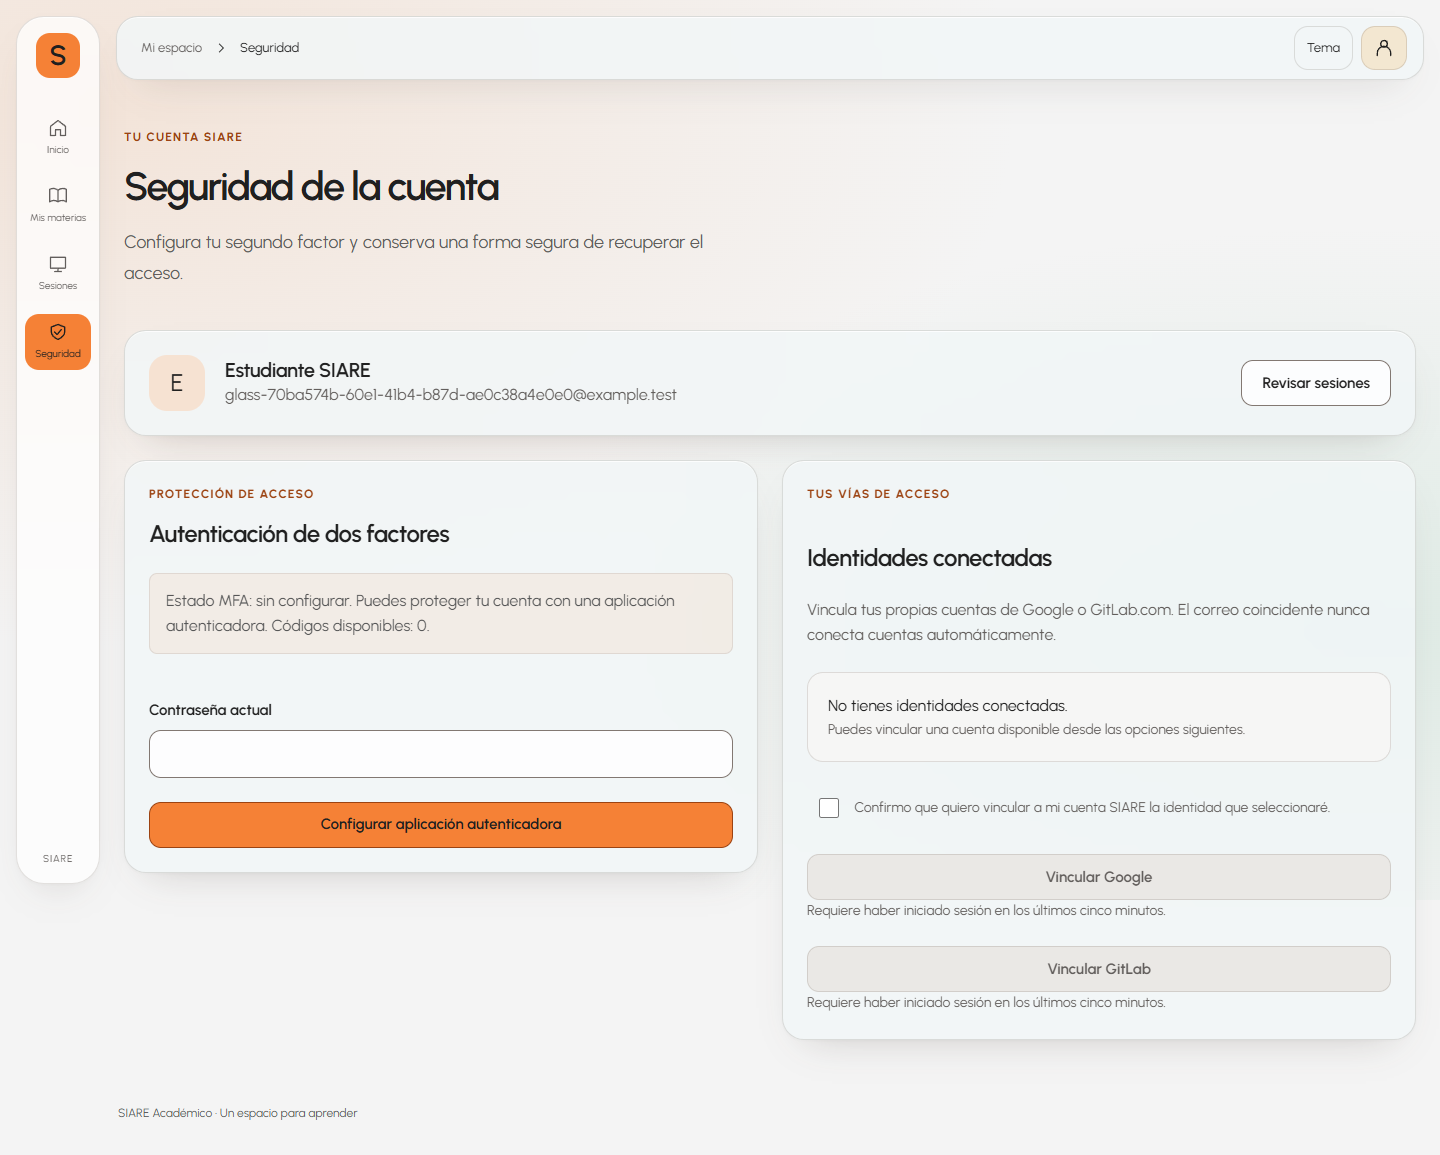 S
Inicio
Mis materias
Sesiones
Seguridad
SIARE
Mi espacio
Seguridad
Tema
TU CUENTA SIARE
Seguridad de la cuenta
Configura tu segundo factor y conserva una forma segura de recuperar el
acceso.
E
Estudiante SIARE
glass-70ba574b-60e1-41b4-b87d-ae0c38a4e0e0@example.test
Revisar sesiones
PROTECCIÓN DE ACCESO
Autenticación de dos factores
Estado MFA: sin configurar. Puedes proteger tu cuenta con una aplicación
autenticadora. Códigos disponibles: 0.
Contraseña actual
Configurar aplicación autenticadora
TUS VÍAS DE ACCESO
Identidades conectadas
Vincula tus propias cuentas de Google o GitLab.com. El correo coincidente nunca
conecta cuentas automáticamente.
No tienes identidades conectadas.
Puedes vincular una cuenta disponible desde las opciones siguientes.
Confirmo que quiero vincular a mi cuenta SIARE la identidad que seleccionaré.
Vincular Google
Requiere haber iniciado sesión en los últimos cinco minutos.
Vincular GitLab
Requiere haber iniciado sesión en los últimos cinco minutos.
SIARE Académico · Un espacio para aprender